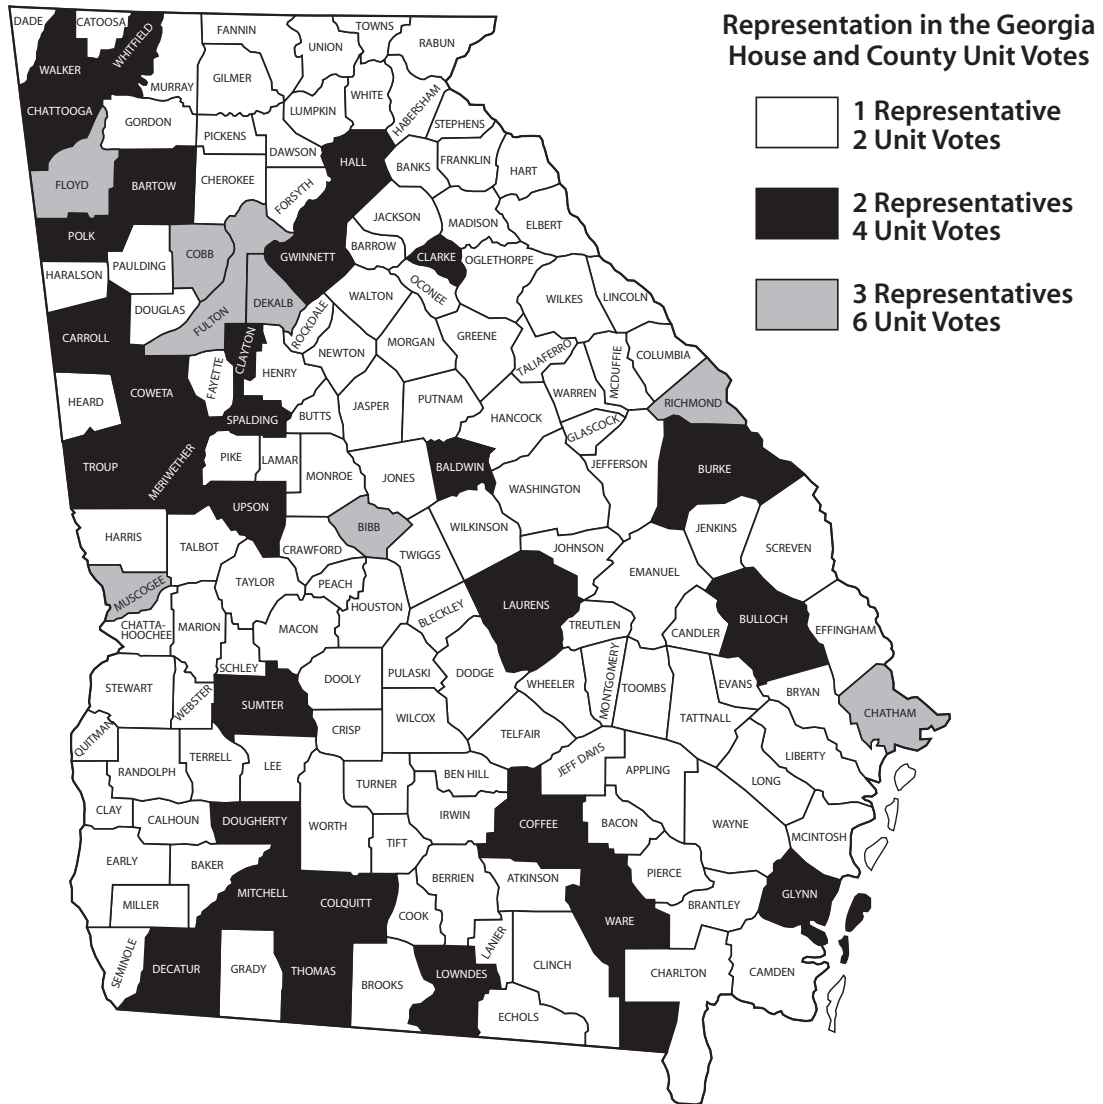 Representation in the Georgia
House and County Unit Votes
1 Representative
2 Unit Votes
2 Representatives
4 Unit Votes
3 Representatives
6 Unit Votes
DADE
CATOOSA
WHITFIELD
FANNIN
UNION
TOWNS
RABUN
WALKER
MURRAY
GILMER
WHITE
HABERSHAM
CHATTOOGA
GORDON
LUMPKIN
STEPHENS
PICKENS
DAWSON
HALL
BANKS
FRANKLIN
HART
FLOYD
BARTOW
CHEROKEE
FORSYTH
JACKSON
MADISON
ELBERT
POLK
PAULDING
COBB
GWINNETT
BARROW
CLARKE
OGLETHORPE
HARALSON
OCONEE
DOUGLAS
FULTON
DEKALB
ROCKDALE
WALTON
WILKES
LINCOLN
CARROLL
CLAYTON
NEWTON
MORGAN
GREENE
TALIAFERRO
COLUMBIA
FAYETTE
HENRY
MCDUFFIE
HEARD
COWETA
SPALDING
BUTTS
JASPER
PUTNAM
HANCOCK
WARREN
GLASCOCK
RICHMOND
TROUP
MERIWETHER
PIKE
LAMAR
MONROE
JONES
BALDWIN
WASHINGTON
JEFFERSON
BURKE
UPSON
BIBB
WILKINSON
JENKINS
SCREVEN
HARRIS
TALBOT
CRAWFORD
TWIGGS
JOHNSON
EMANUEL
MUSCOGEE
TAYLOR
PEACH
HOUSTON
BLECKLEY
LAURENS
TREUTLEN
CANDLER
BULLOCH
EFFINGHAM
CHATTA-
HOOCHEE
MARION
MACON
SCHLEY
DOOLY
PULASKI
DODGE
WHEELER
MONTGOMERY
TOOMBS
EVANS
BRYAN
CHATHAM
STEWART
WEBSTER
SUMTER
CRISP
WILCOX
TELFAIR
TATTNALL
QUITMAN
RANDOLPH
TERRELL
LEE
TURNER
BEN HILL
JEFF DAVIS
APPLING
LONG
LIBERTY
CLAY
CALHOUN
DOUGHERTY
WORTH
TIFT
IRWIN
COFFEE
BACON
WAYNE
MCINTOSH
EARLY
BAKER
MITCHELL
COLQUITT
BERRIEN
ATKINSON
PIERCE
GLYNN
MILLER
COOK
WARE
BRANTLEY
SEMINOLE
DECATUR
GRADY
THOMAS
BROOKS
LOWNDES
LANIER
CLINCH
CHARLTON
CAMDEN
ECHOLS